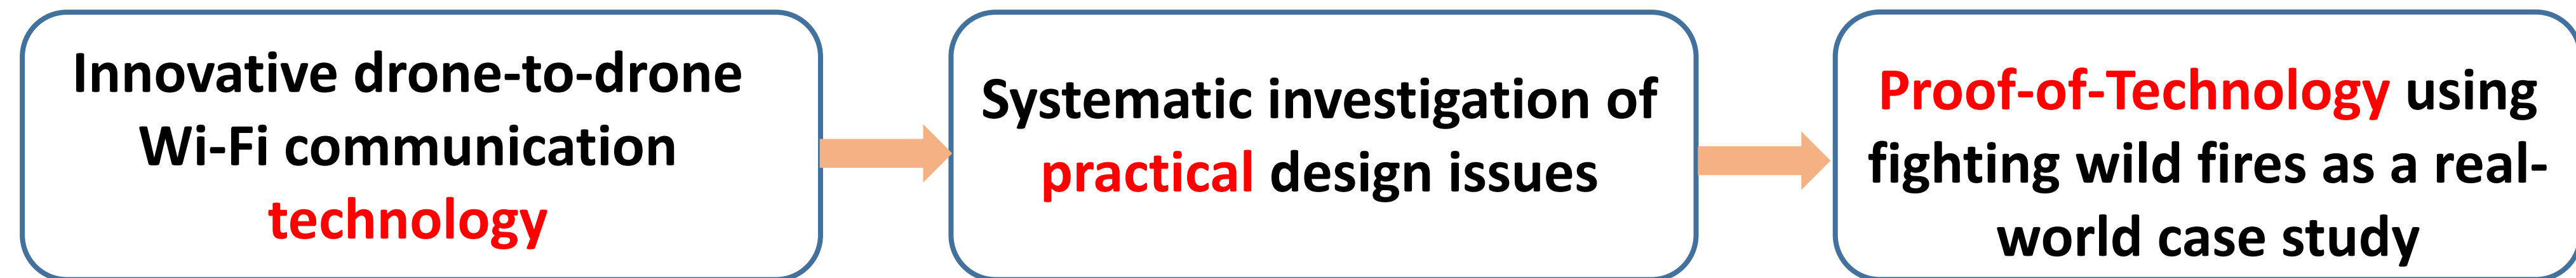 Innovative drone-to-drone
Wi-Fi communication
technology
Systematic investigation of
practical design issues
Proof-of-Technology using
fighting wild fires as a real-
world case study